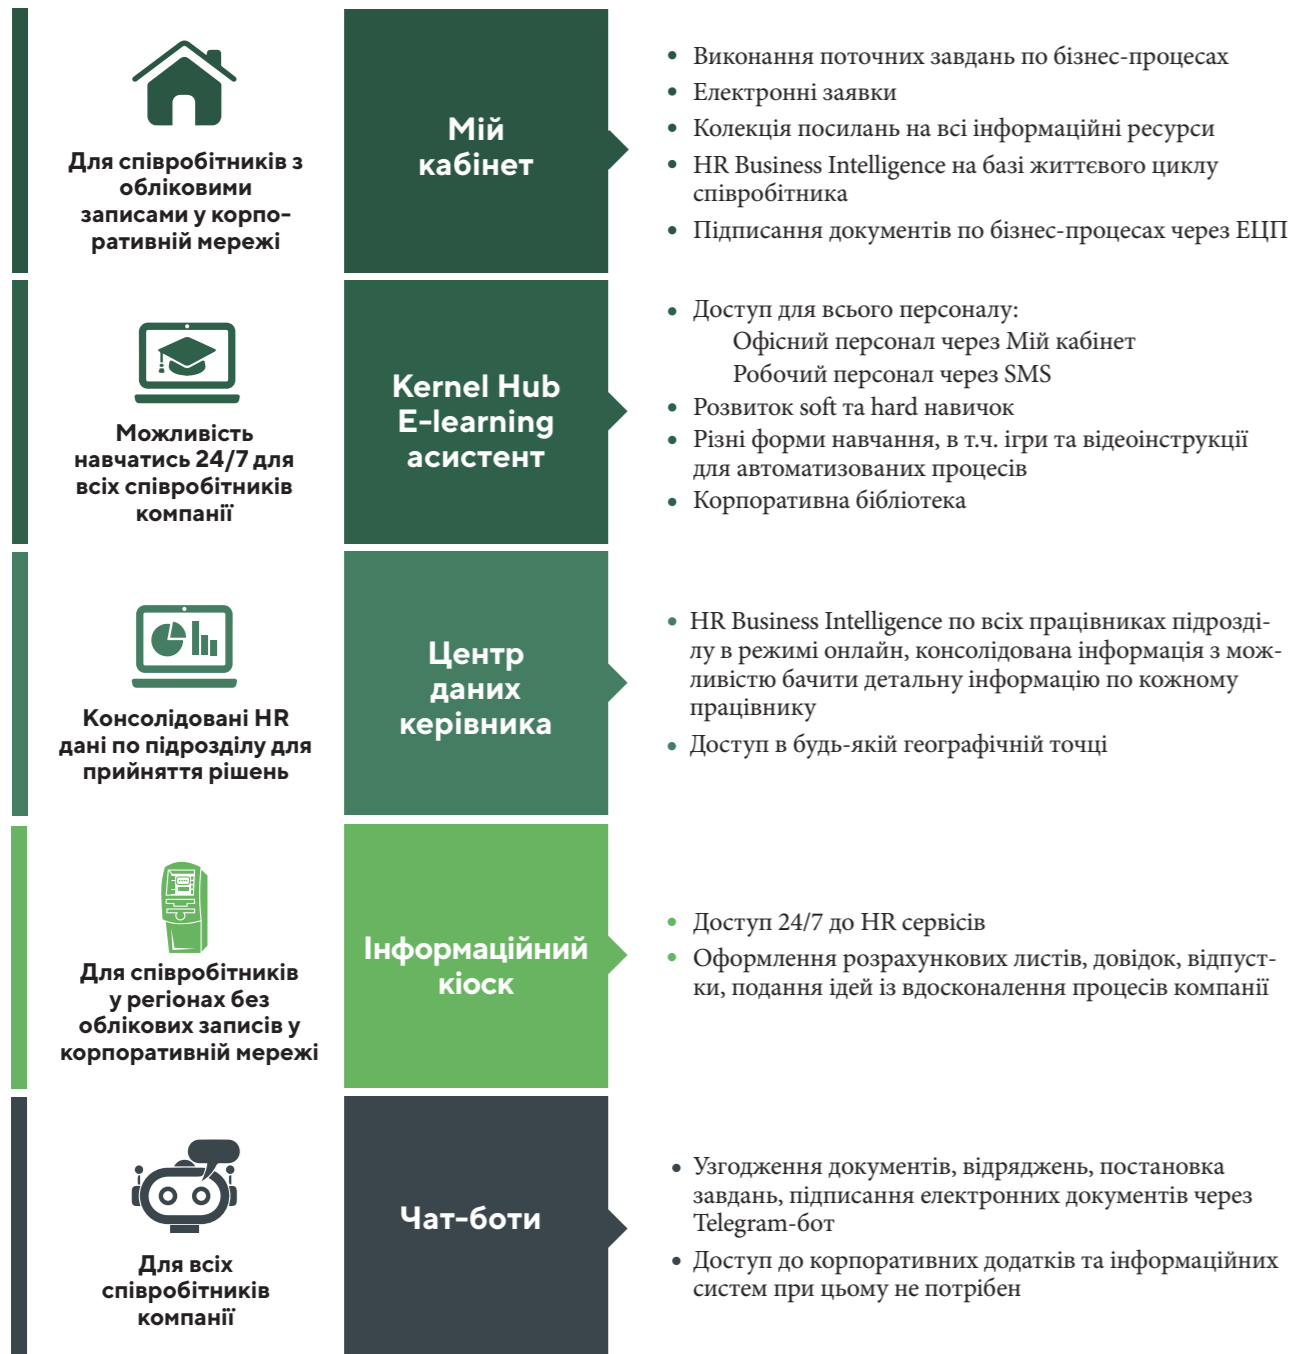 Для співробітників з
обліковими
записами у корпо-
ративній мережі
Мій
кабінет
• Виконання поточних завдань по бізнес-процесах
• Електронні заявки
• Колекція посилань на всі інформаційні ресурси
• HR Business Intelligence на базі життєвого циклу
співробітника
• Підписання документів по бізнес-процесах через ЕЦП
Можливість
навчатись 24/7 для
всіх співробітників
компанії
Kernel Hub
E-learning
асистент
• Доступ для всього персоналу:
Офісний персонал через Мій кабінет
Робочий персонал через SMS
• Розвиток soft та hard навичок
• Різні форми навчання, в т.ч. ігри та відеоінструкції
для автоматизованих процесів
• Корпоративна бібліотека
Консолідовані HR
дані по підрозділу для
прийняття рішень
Центр
даних
керівника
• HR Business Intelligence по всіх працівниках підрозді-
лу в режимі онлайн, консолідована інформація з мож-
ливістю бачити детальну інформацію по кожному
працівнику
• Доступ в будь-якій географічній точці
Для співробітників
у регіонах без
облікових записів у
корпоративній мережі
Інформаційний
кіоск
• Доступ 24/7 до HR сервісів
• Оформлення розрахункових листів, довідок, відпуст-
ки, подання ідей із вдосконалення процесів компанії
Для всіх
співробітників
компанії
Чат-боти
• Узгодження документів, відряджень, постановка
завдань, підписання електронних документів через
Telegram-бот
• Доступ до корпоративних додатків та інформаційних
систем при цьому не потрібен